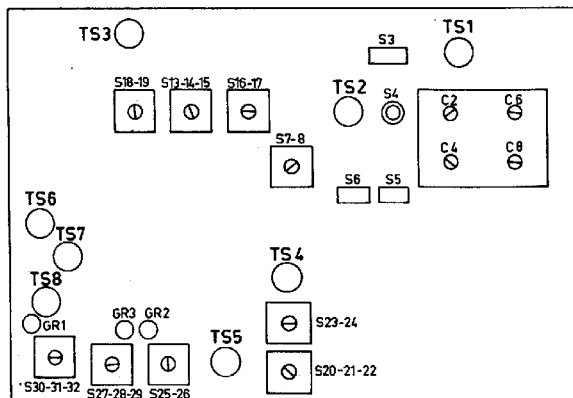 TS3
TS1
S3
S18-19
S13-14-15
S16-17
TS2
S4
C2
C6
S7-8
C4
C8
S6
S5
TS6
TS7
TS4
TS8
GR3
GR2
GR1
S23-24
TS5
S30-31-32
S27-28-29
S25-26
S20-21-22